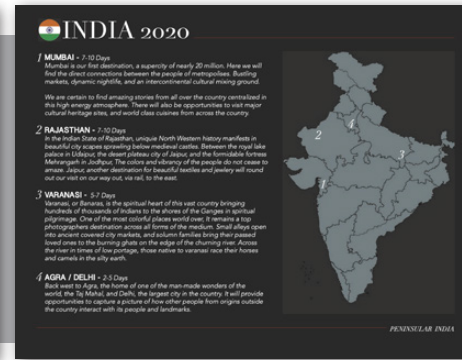 INDIA 2020
1 MUMBAI - 7-10 Days
Mumbai is our first destination, a supercity of nearly 20 million. Here we will
find the direct connections between the people of metropolises. Bustling
markets, dynamic nightlife, and an intercontinental cultural mixing ground.
We are certain to find amazing stories from all over the country centralized in
this high energy atmosphere. There will also be opportunities to visit major
cultural heritage sites, and world class cuisines from across the country.
2 RAJASTHAN - 7-10 Days
In the Indian State of Rajasthan, unique North Western history manifests in
beautiful city scapes sprawling below medieval castles. Between the royal lake
palace in Udaipur, the desert plateau city of Jaipur, and the formidable fortress
Mehrangarh in Jodhpur; The colors and vibrancy of the people do not cease to
amaze. Jaipur, another destination for beautiful textiles and jewlery will round
out our visit on our way out, via rail, to the east.
3 VARANASI - 5-7 Days
Varanasi, or Banaras, is the spiritual heart of this vast country bringing
hundreds of thousands of Indians to the shores of the Ganges in spiritual
pilgrimage. One of the most colorful places world over, It remains a top
photographers destination across all forms of the medium. Small alleys open
into ancient covered city markets, and solumn families bring their passed
loved ones to the burning ghats on the edge of the churning river. Across
the river in times of low portage, those native to varanasi race their horses
and camels in the silty earth.
4 AGRA / DELHI - 2-5 Days
Back west to Agra, the home of one of the man-made wonders of the
world, the Taj Mahal, and Delhi, the largest city in the country. It will provide
opportunities to capture a picture of how other people from origins outside
the country interact with its people and landmarks.
4
2
3
1
PENINSULAR INDIA